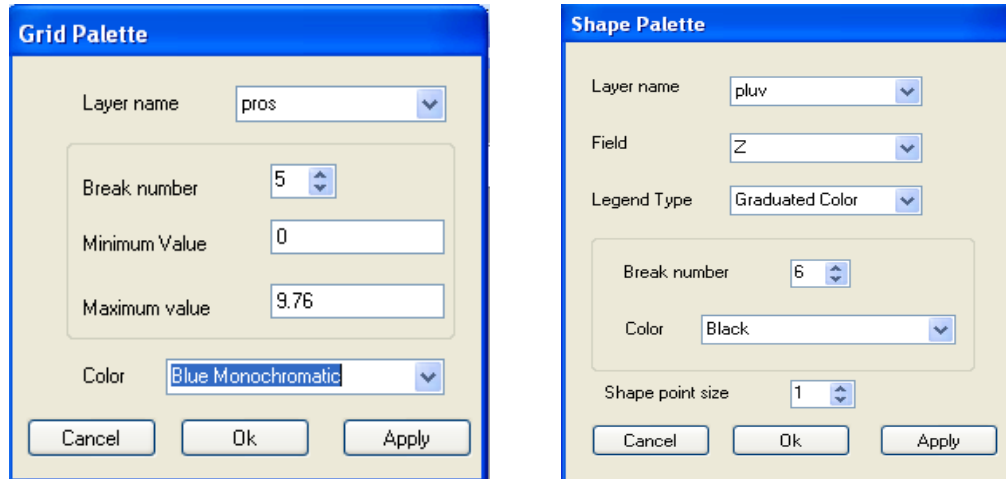 Grid Palette
Layer name pros
Break number 5
Minimum Value 0
Maximum value 9.76
Color Blue Monochromatic
Cancel Ok Apply
Shape Palette
Layer name pluv
Field Z
Legend Type Graduated Color
Break number 6
Color Black
Shape point size 1
Cancel Ok Apply